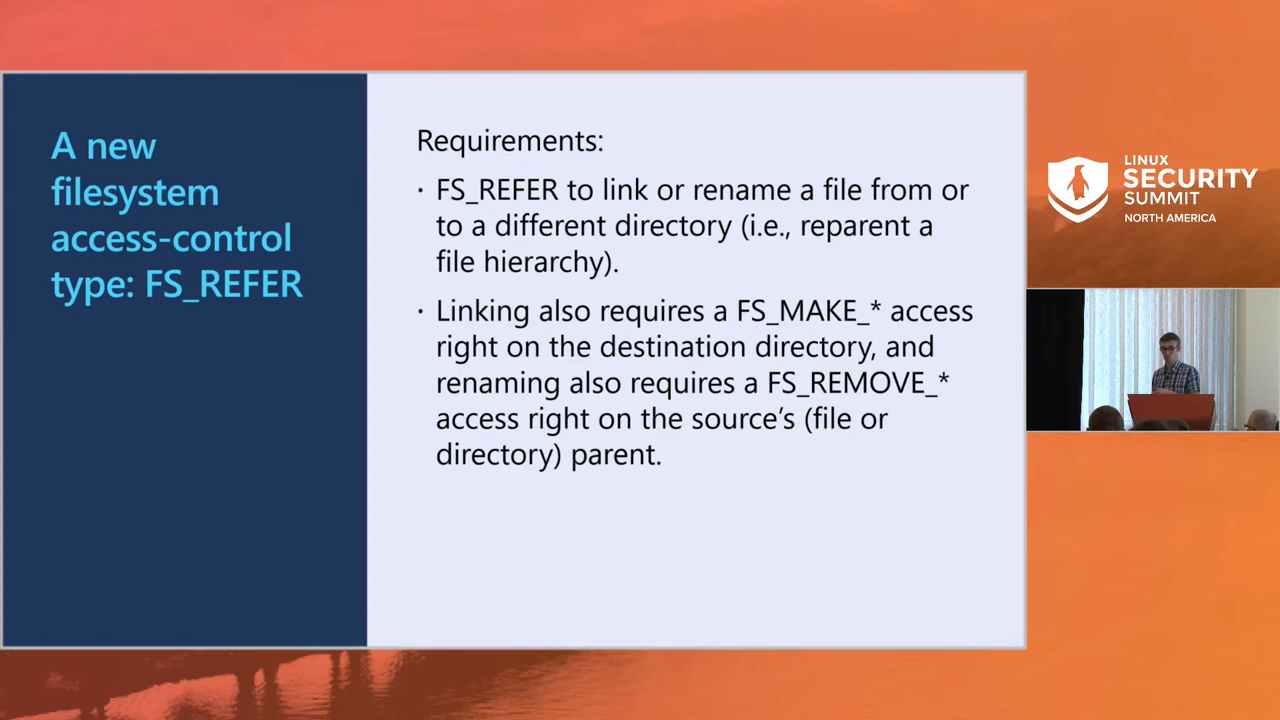 A new
filesystem
access-control
type: FS_REFER
Requirements:
· FS_REFER to link or rename a file from or
to a different directory (i.e., reparent a
file hierarchy).
· Linking also requires a FS_MAKE_* access
right on the destination directory, and
renaming also requires a FS_REMOVE_*
access right on the source’s (file or
directory) parent.
LINUX
SECURITY
SUMMIT
NORTH AMERICA